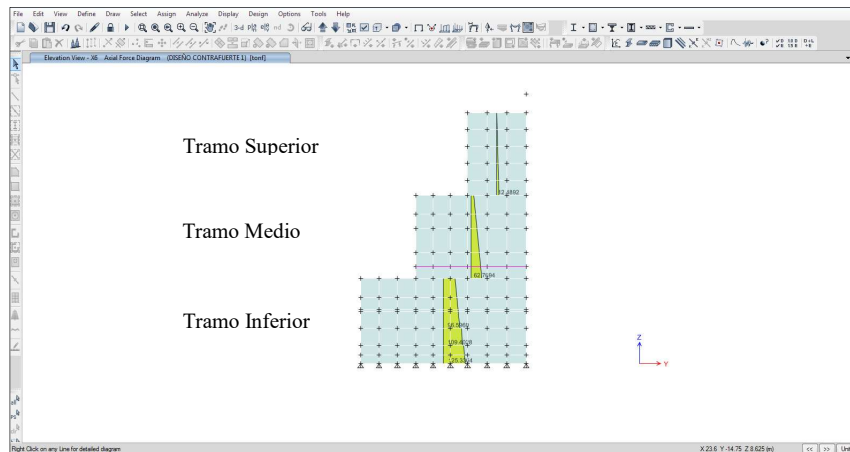 File Edit View Define Draw Select Assign Analyze Display Design Options Tools Help
Elevation View - X6 Axial Force Diagram (DISEÑO CONTRAFUERTE 1) [tonf]
Tramo Superior
Tramo Medio
Tramo Inferior
Z
Y
Right Click on any Line for detailed diagram
X 23.6 Y -14.75 Z 8.625 (m)
<< >> Unit